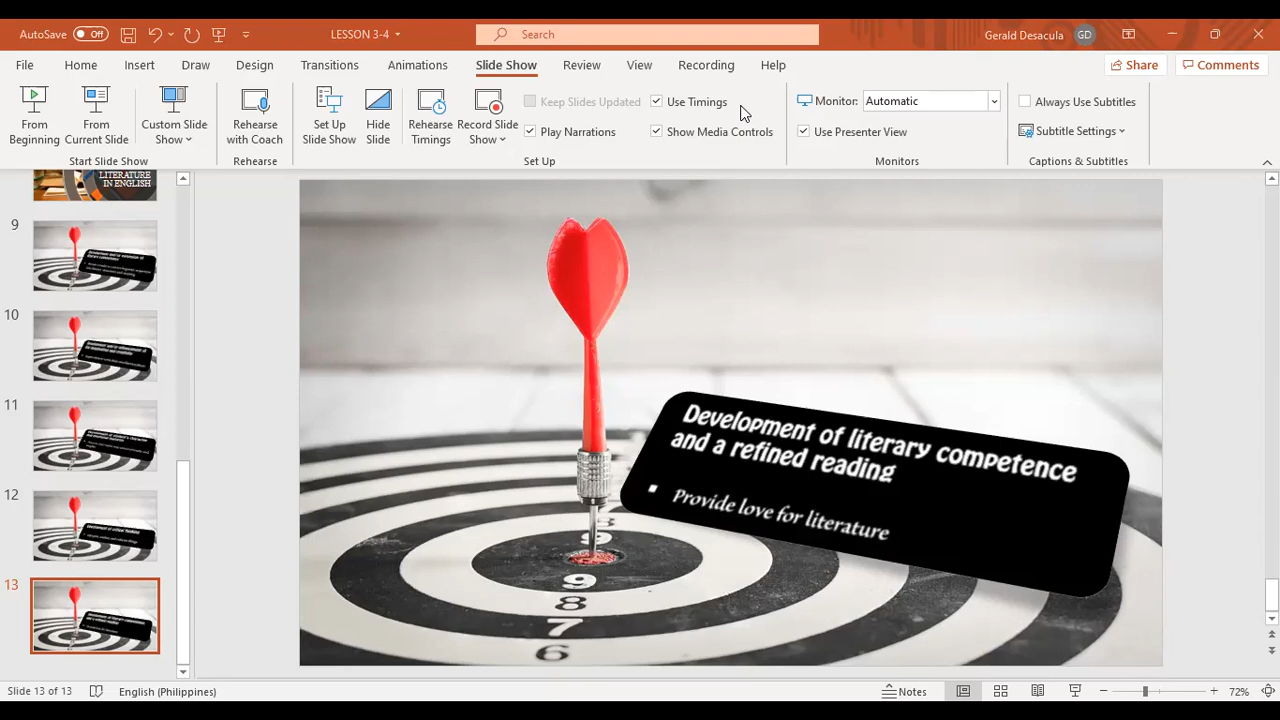 AutoSave Off LESSON 3-4 Search Gerald Desacula GD
File Home Insert Draw Design Transitions Animations Slide Show Review View Recording Help Share Comments
From Beginning
From Current Slide
Custom Slide Show
Start Slide Show
Rehearse with Coach
Rehearse
Set Up Slide Show
Hide Slide
Rehearse Timings
Record Slide Show
Keep Slides Updated
Play Narrations
Use Timings
Show Media Controls
Set Up
Monitor: Automatic
Use Presenter View
Monitors
Always Use Subtitles
Subtitle Settings
Captions & Subtitles
LITERATURE
IN ENGLISH
9
10
11
12
13
Development of literary competence
and a refined reading
Provide love for literature
9
9
8
7
6
Slide 13 of 13 English (Philippines) Notes 72%